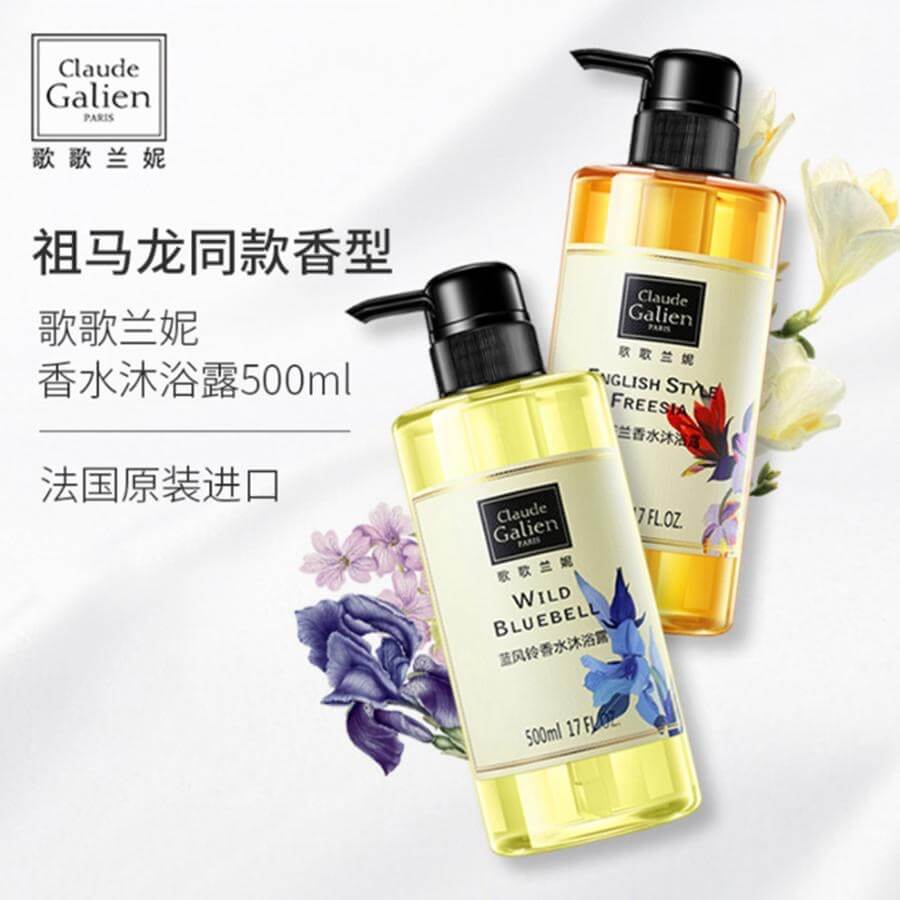 Claude
Galien
PARIS
歌歌兰妮
祖马龙同款香型
歌歌兰妮
香水沐浴露500ml
法国原装进口
Claude
Galien
PARIS
歌歌兰妮
ENGLISH STYLE
FREESIA
兰香水沐浴露
17 FL.OZ.
Claude
Galien
PARIS
歌歌兰妮
WILD
BLUEBELL
蓝风铃香水沐浴露
500ml 17 FL.OZ.